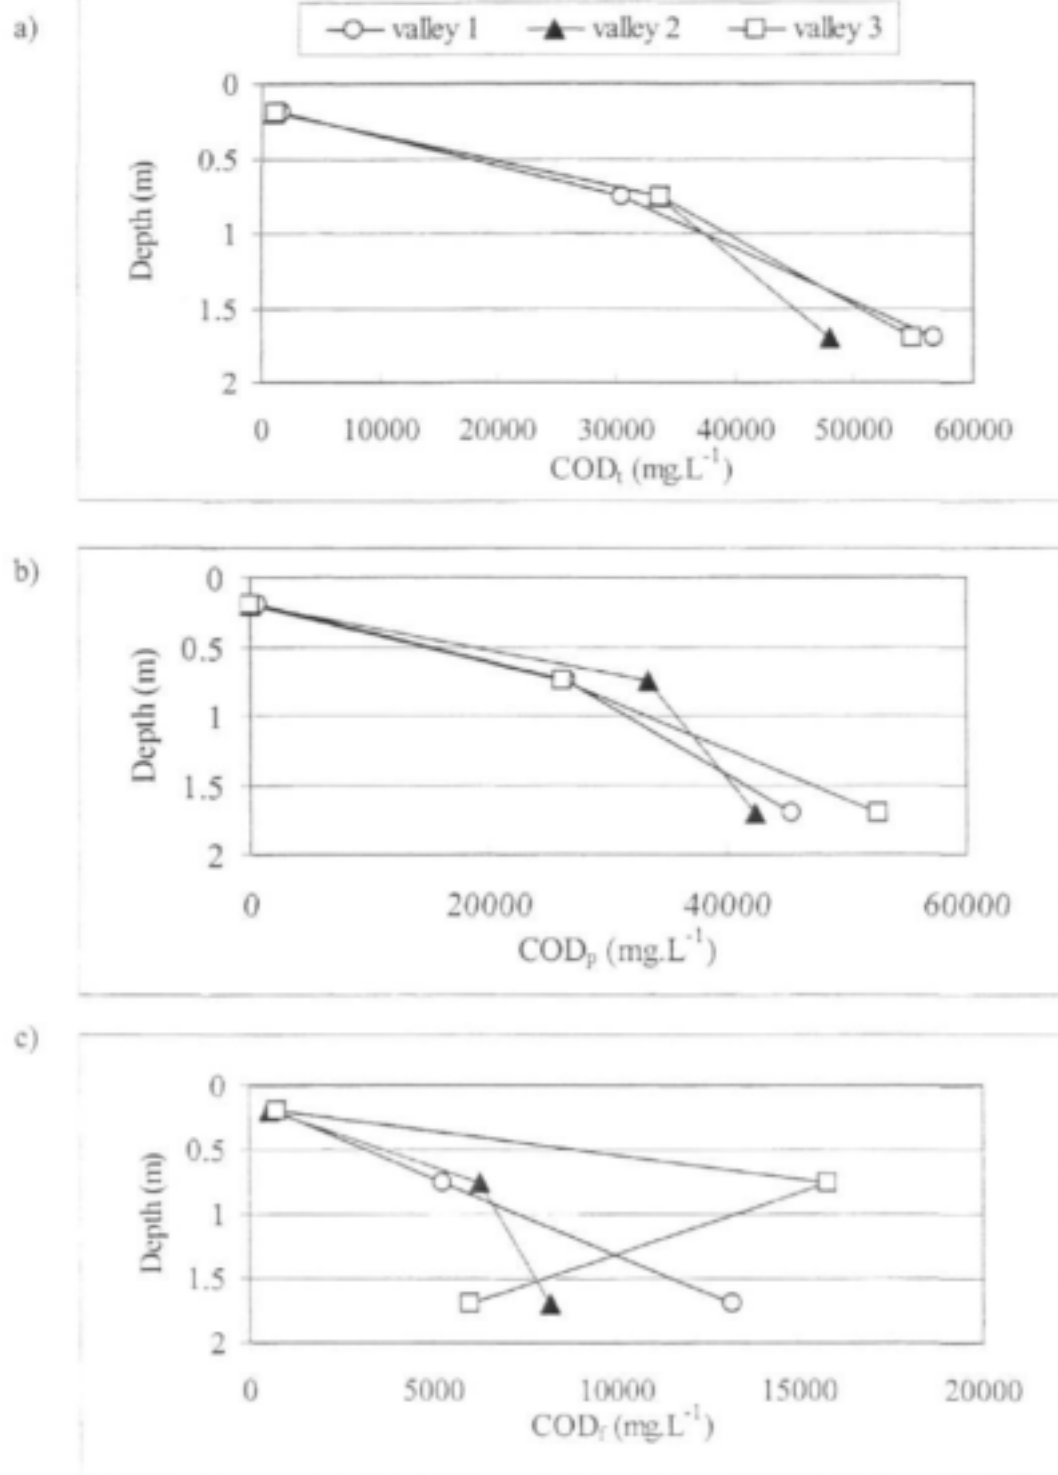 a)
valley 1 valley 2 valley 3
0
0.5
1
1.5
2
Depth (m)
0 10000 20000 30000 40000 50000 60000
CODt (mg.L-1)
b)
0
0.5
1
1.5
2
Depth (m)
0 20000 40000 60000
CODp (mg.L-1)
c)
0
0.5
1
1.5
2
Depth (m)
0 5000 10000 15000 20000
CODf (mg.L-1)